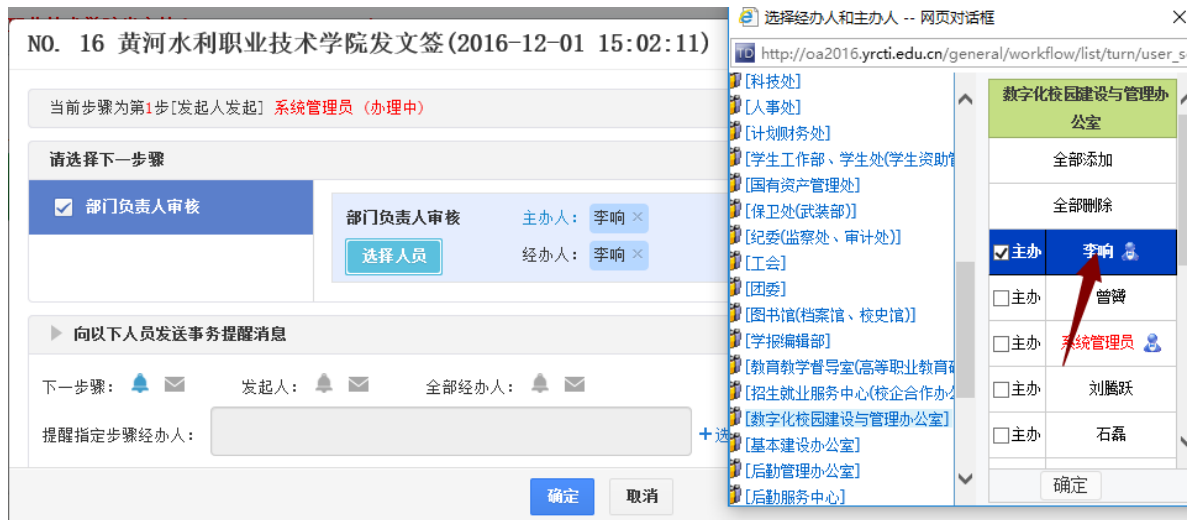 NO. 16 黄河水利职业技术学院发文签(2016-12-01 15:02:11)
当前步骤为第1步[发起人发起] 系统管理员 (办理中)
请选择下一步骤
部门负责人审核
部门负责人审核
主办人: 李响 ×
选择人员
经办人: 李响 ×
向以下人员发送事务提醒消息
下一步骤:
发起人:
全部经办人:
提醒指定步骤经办人:
+选
确定
取消
选择经办人和主办人 -- 网页对话框
http://oa2016.yrcti.edu.cn/general/workflow/list/turn/user_s
[科技处]
[人事处]
[计划财务处]
[学生工作部、学生处(学生资助管
[国有资产管理处]
[保卫处(武装部)]
[纪委(监察处、审计处)]
[工会]
[团委]
[图书馆(档案馆、校史馆)]
[学报编辑部]
[教育教学督导室(高等职业教育研
[招生就业服务中心(校企合作办公
[数字化校园建设与管理办公室]
[基本建设办公室]
[后勤管理办公室]
[后勤服务中心]
数字化校园建设与管理办
公室
全部添加
全部删除
主办 李响
主办 曾赟
主办 系统管理员
主办 刘腾跃
主办 石磊
确定